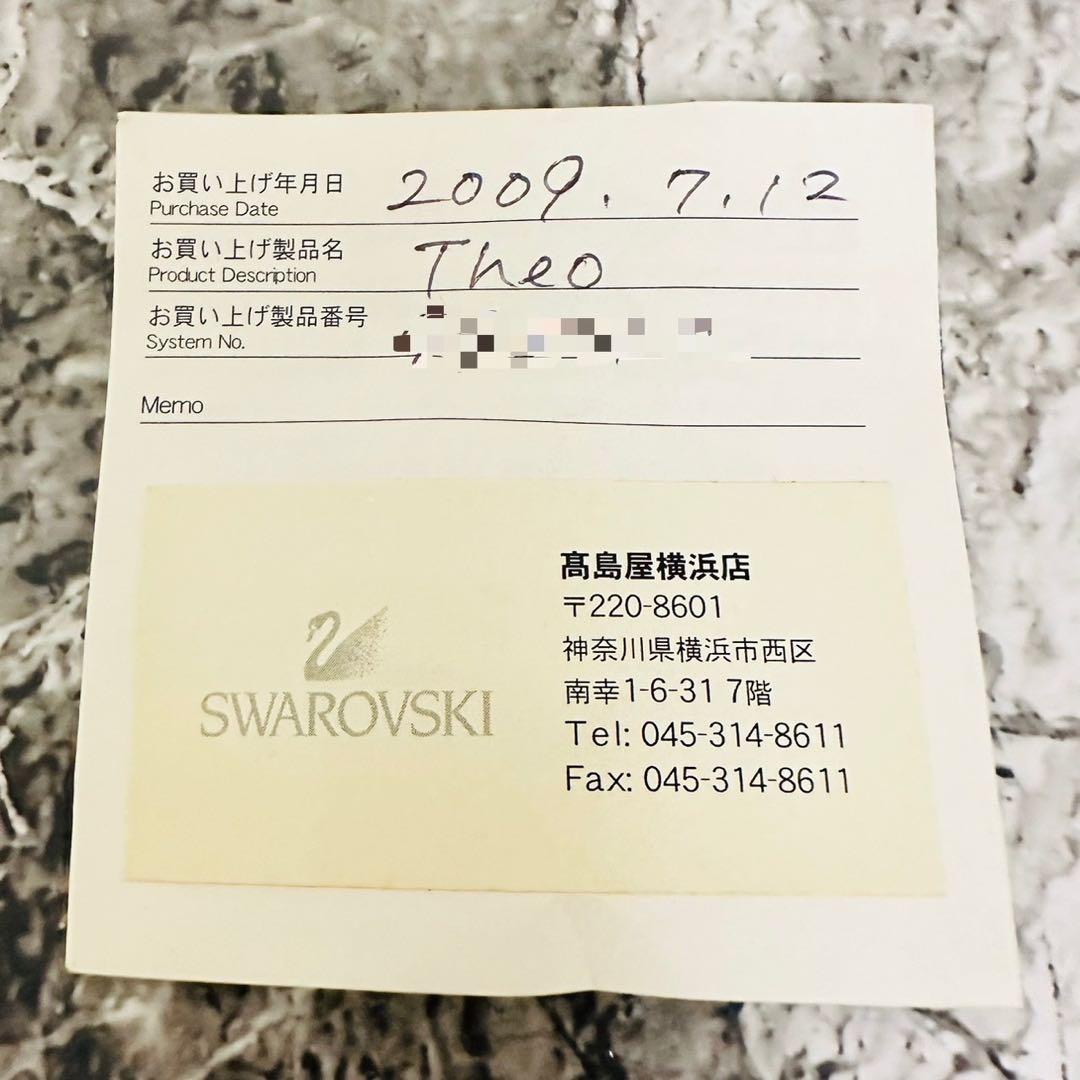 お買い上げ年月日 2009.7.12
Purchase Date
お買い上げ製品名 Theo
Product Description
お買い上げ製品番号
System No.
Memo
SWAROVSKI
髙島屋横浜店
〒220-8601
神奈川県横浜市西区
南幸1-6-31 7階
Tel: 045-314-8611
Fax: 045-314-8611